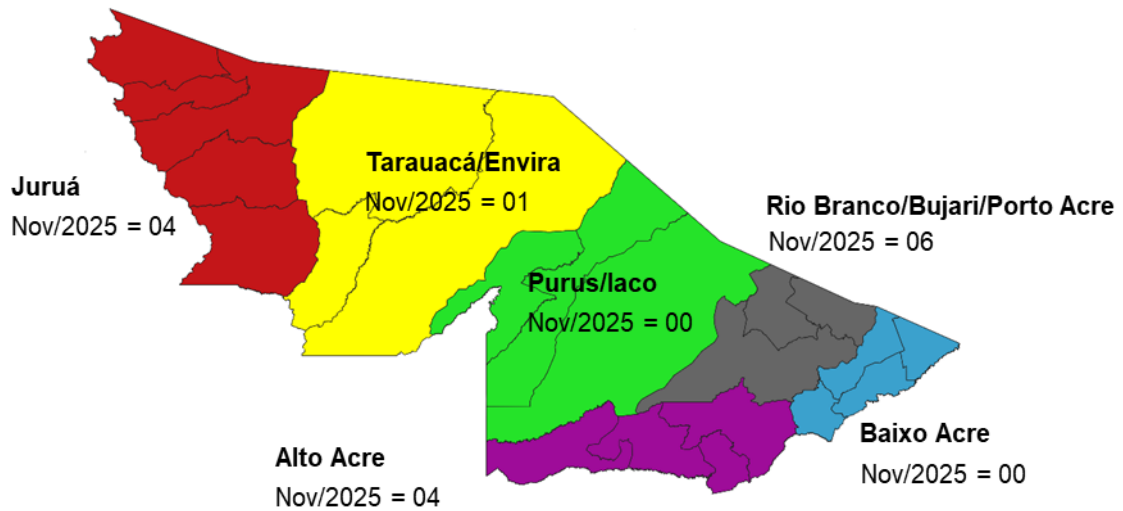 Juruá
Nov/2025 = 04
Tarauacá/Envira
Nov/2025 = 01
Rio Branco/Bujari/Porto Acre
Nov/2025 = 06
Purus/Iaco
Nov/2025 = 00
Alto Acre
Nov/2025 = 04
Baixo Acre
Nov/2025 = 00